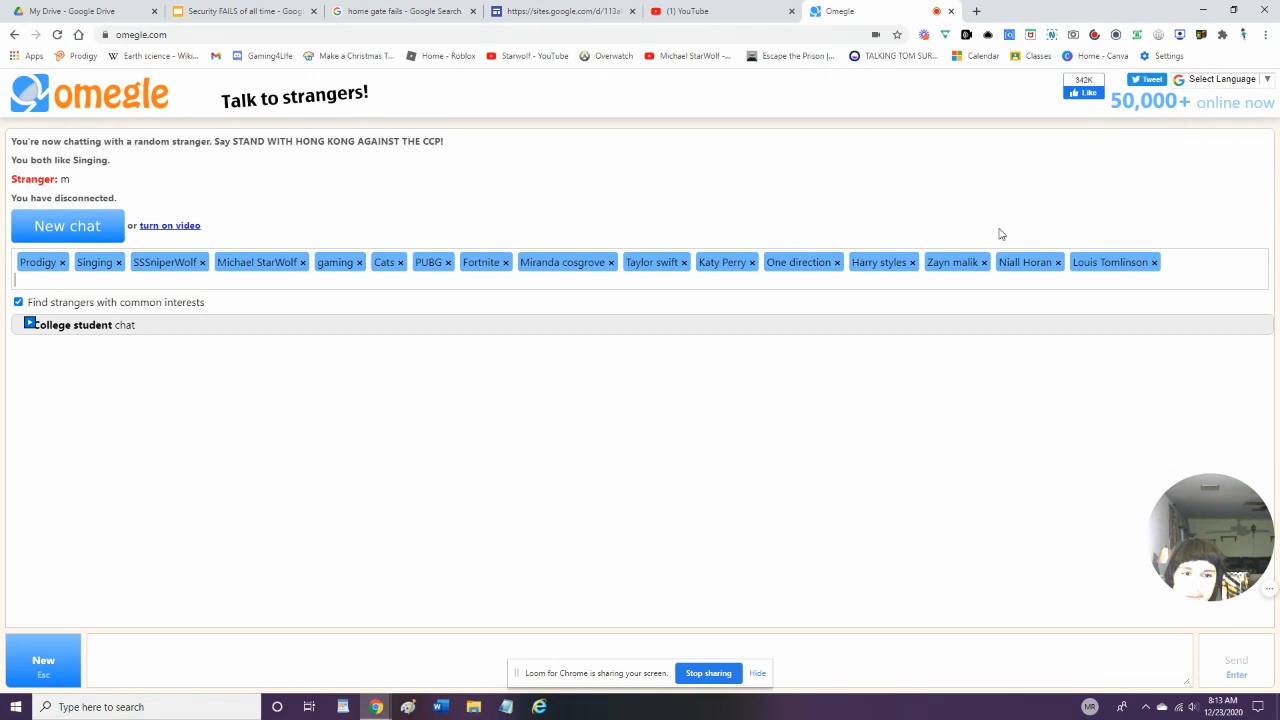 My Drive - Google Drive
Security FAILS of all time - Googl
home gate fails - Google Search
https://sites.google.com/d/113a
(1) YouTube
Omegle
omegle.com
Apps
Prodigy
Earth science - Wiki...
Gaming4Life
Make a Christmas T...
Home - Roblox
Starwolf - YouTube
Overwatch
Michael StarWolf -...
Escape the Prison |...
TALKING TOM SUR...
Calendar
Classes
Home - Canva
Settings
omegle
Talk to strangers!
342K
Like
Tweet
Select Language
50,000+ online now
You're now chatting with a random stranger. Say STAND WITH HONG KONG AGAINST THE CCP!
You both like Singing.
Stranger: m
You have disconnected.
New chat or turn on video
Prodigy × Singing × SSSniperWolf × Michael StarWolf × gaming × Cats × PUBG × Fortnite × Miranda cosgrove × Taylor swift × Katy Perry × One direction × Harry styles × Zayn malik × Niall Horan × Louis Tomlinson ×
Find strangers with common interests
College student chat
New
Esc
Loom for Chrome is sharing your screen.
Stop sharing
Hide
Send
Enter
Type here to search
MR
8:13 AM
12/23/2020